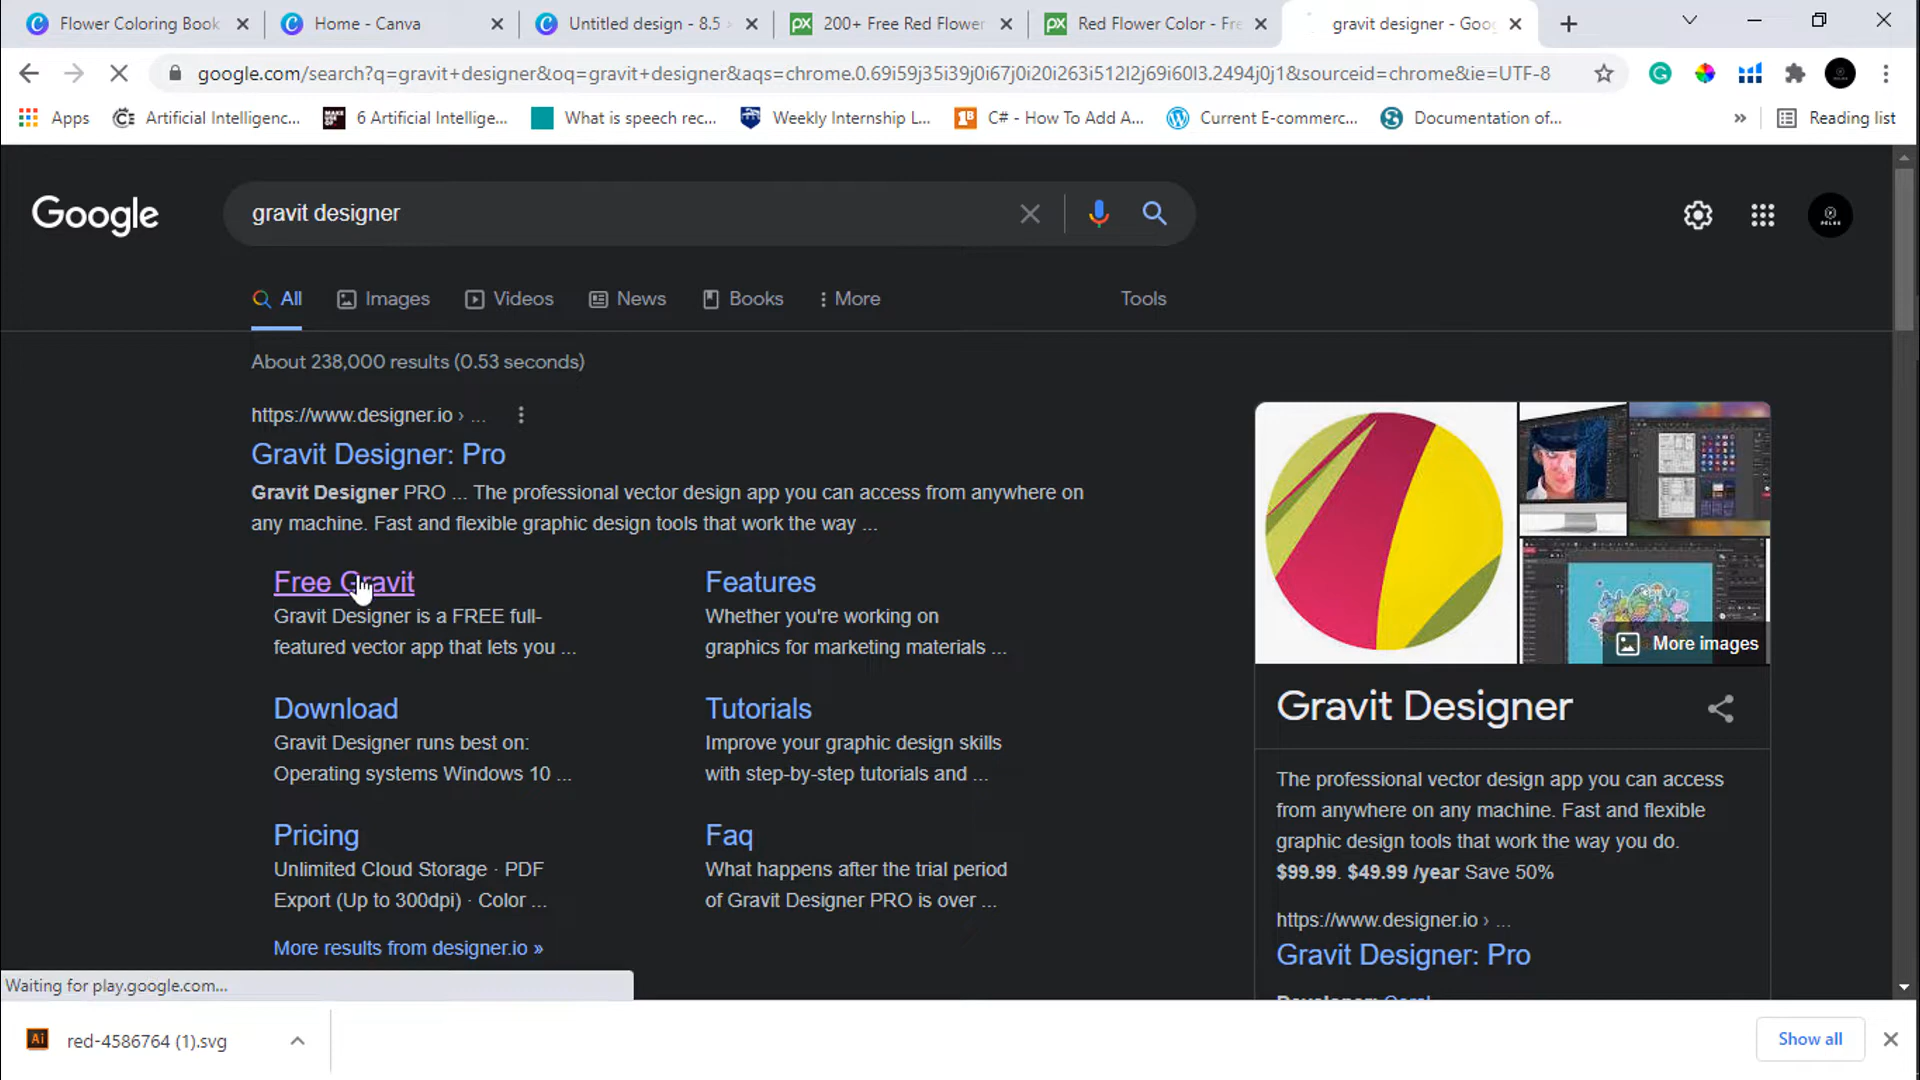 Flower Coloring Book
Home - Canva
Untitled design - 8.5
200+ Free Red Flower
Red Flower Color - Fre
gravit designer - Goog
google.com/search?q=gravit+designer&oq=gravit+designer&aqs=chrome.0.69i59j35i39j0i67j0i20i263i512l2j69i60l3.2494j0j1&sourceid=chrome&ie=UTF-8
Apps
Artificial Intelligenc...
6 Artificial Intellige...
What is speech rec...
Weekly Internship L...
C# - How To Add A...
Current E-commerc...
Documentation of...
»
Reading list
Google
gravit designer
All
Images
Videos
News
Books
More
Tools
About 238,000 results (0.53 seconds)
https://www.designer.io › ...
Gravit Designer: Pro
Gravit Designer PRO ... The professional vector design app you can access from anywhere on
any machine. Fast and flexible graphic design tools that work the way ...
Free Gravit
Gravit Designer is a FREE full-
featured vector app that lets you ...
Features
Whether you're working on
graphics for marketing materials ...
Download
Gravit Designer runs best on:
Operating systems Windows 10 ...
Tutorials
Improve your graphic design skills
with step-by-step tutorials and ...
Pricing
Unlimited Cloud Storage · PDF
Export (Up to 300dpi) · Color ...
Faq
What happens after the trial period
of Gravit Designer PRO is over ...
More results from designer.io »
More images
Gravit Designer
The professional vector design app you can access
from anywhere on any machine. Fast and flexible
graphic design tools that work the way you do.
$99.99. $49.99 /year Save 50%
https://www.designer.io › ...
Gravit Designer: Pro
Waiting for play.google.com...
Ai
red-4586764 (1).svg
Show all